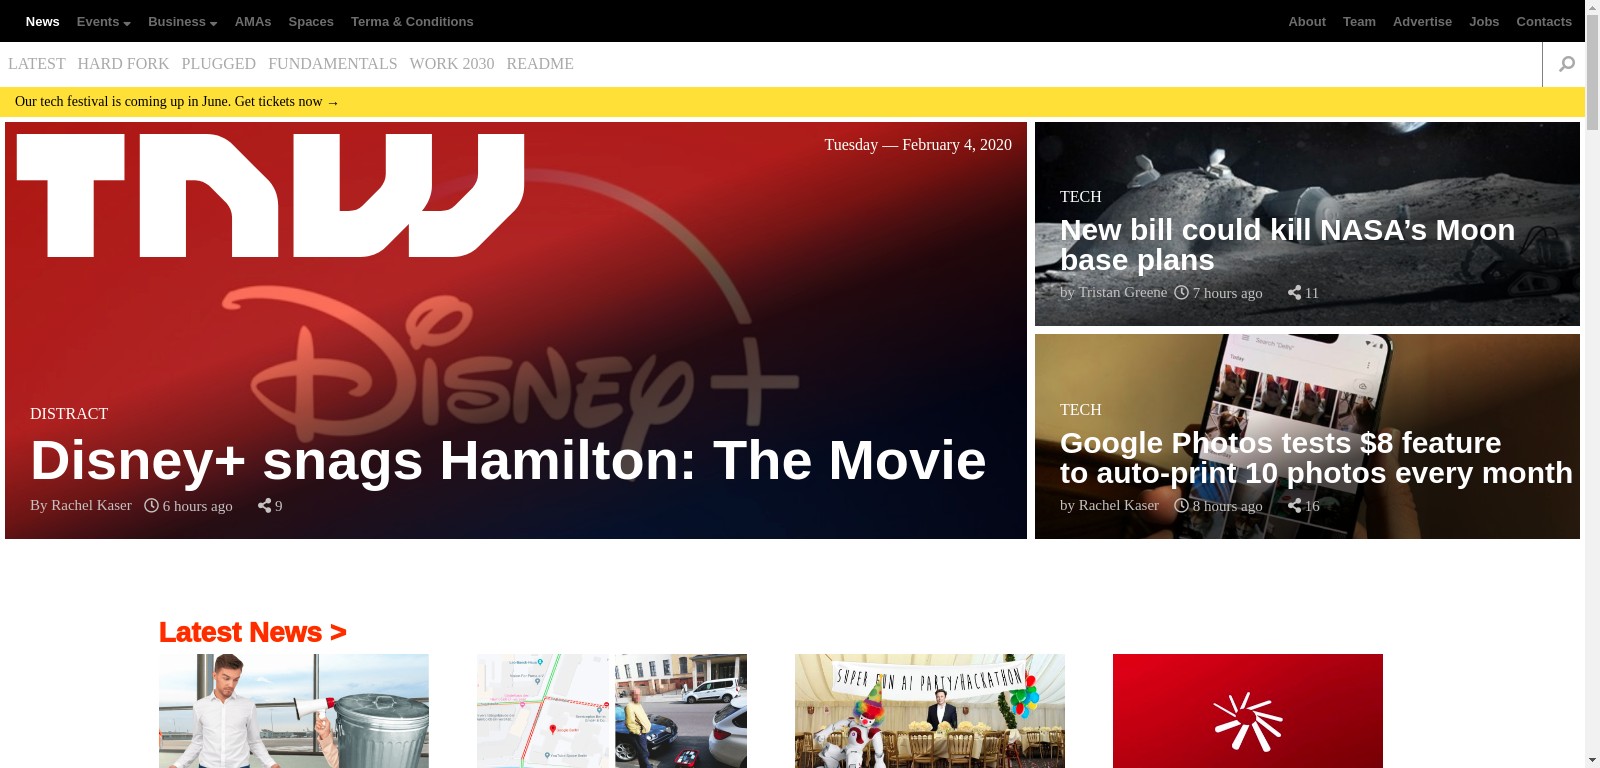 News Events Business AMAs Spaces Terma & Conditions About Team Advertise Jobs Contacts
LATEST HARD FORK PLUGGED FUNDAMENTALS WORK 2030 README
Our tech festival is coming up in June. Get tickets now →
TNW
Tuesday — February 4, 2020
Disney+
DISTRACT
Disney+ snags Hamilton: The Movie
By Rachel Kaser 6 hours ago 9
TECH
New bill could kill NASA’s Moon
base plans
by Tristan Greene 7 hours ago 11
Search "Delhi"
Today
TECH
Google Photos tests $8 feature
to auto-print 10 photos every month
by Rachel Kaser 8 hours ago 16
Latest News >
SUPER FUN AI PARTY/HACKATHON